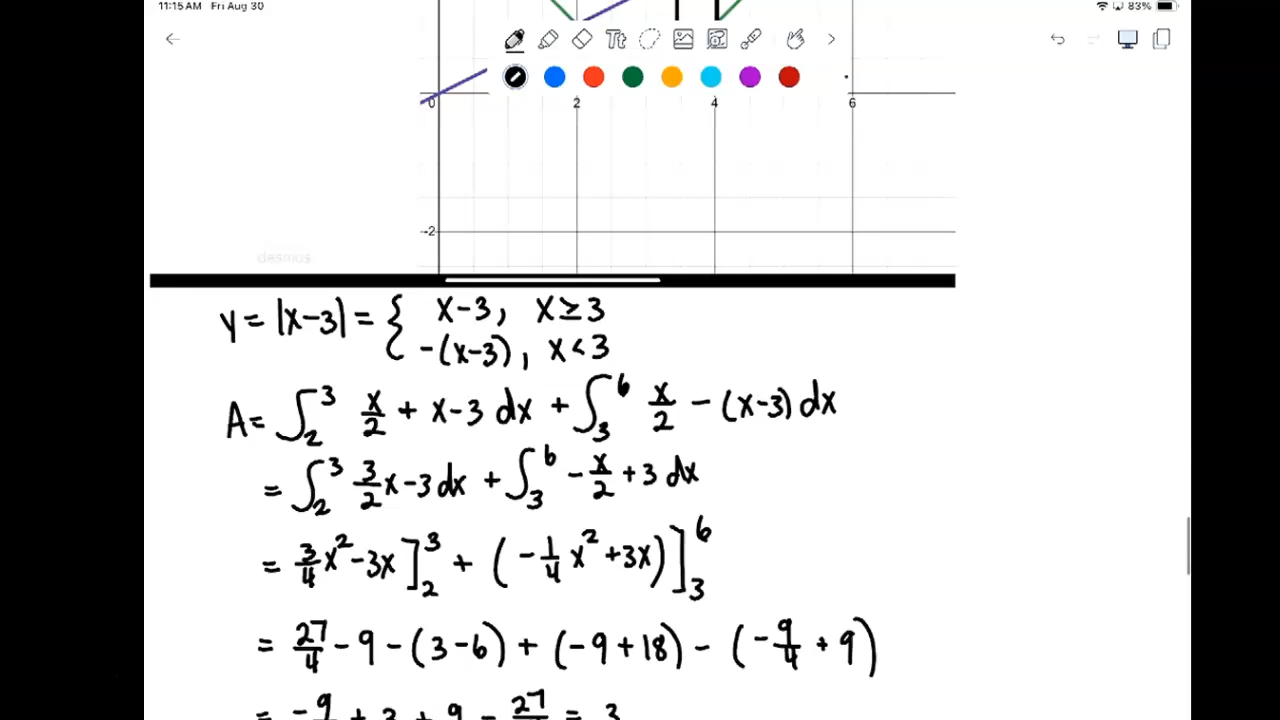 11:15 AM Fri Aug 30 83%
Tt
0 2 4 6
-2
desmos
y = |x-3| = { x-3, x ≥ 3
-(x-3), x < 3
A = ∫₂³ x/2 + x-3 dx + ∫₃⁶ x/2 - (x-3) dx
= ∫₂³ 3/2 x - 3 dx + ∫₃⁶ - x/2 + 3 dx
= 3/4 x² - 3x ]₂³ + ( - 1/4 x² + 3x) ]₃⁶
= 27/4 - 9 - (3-6) + (-9+18) - (- 9/4 + 9)